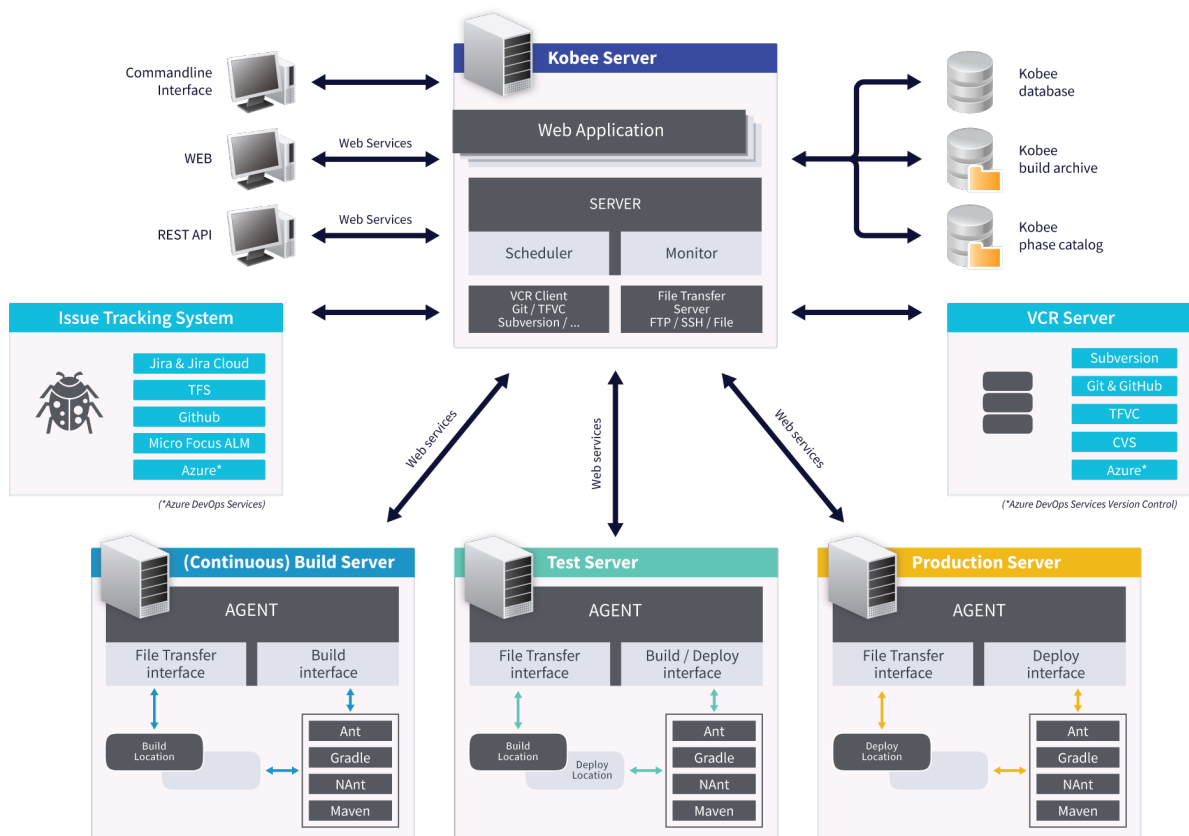 Kobee Server
Commandline
Interface
Web Application
Kobee
database
WEB
Web Services
Kobee
build archive
SERVER
REST API
Web Services
Kobee
phase catalog
Scheduler
Monitor
VCR Client
Git / TFVC
Subversion / ...
File Transfer
Server
FTP / SSH / File
Issue Tracking System
Jira & Jira Cloud
TFS
Github
Micro Focus ALM
Azure*
(*Azure DevOps Services)
VCR Server
Subversion
Git & GitHub
TFVC
CVS
Azure*
(*Azure DevOps Services Version Control)
Web services
Web services
Web services
(Continuous) Build Server
AGENT
File Transfer
interface
Build
interface
Build
Location
Ant
Gradle
NAnt
Maven
Test Server
AGENT
File Transfer
interface
Build / Deploy
interface
Build
Location
Deploy
Location
Ant
Gradle
NAnt
Maven
Production Server
AGENT
File Transfer
interface
Deploy
interface
Deploy
Location
Ant
Gradle
NAnt
Maven